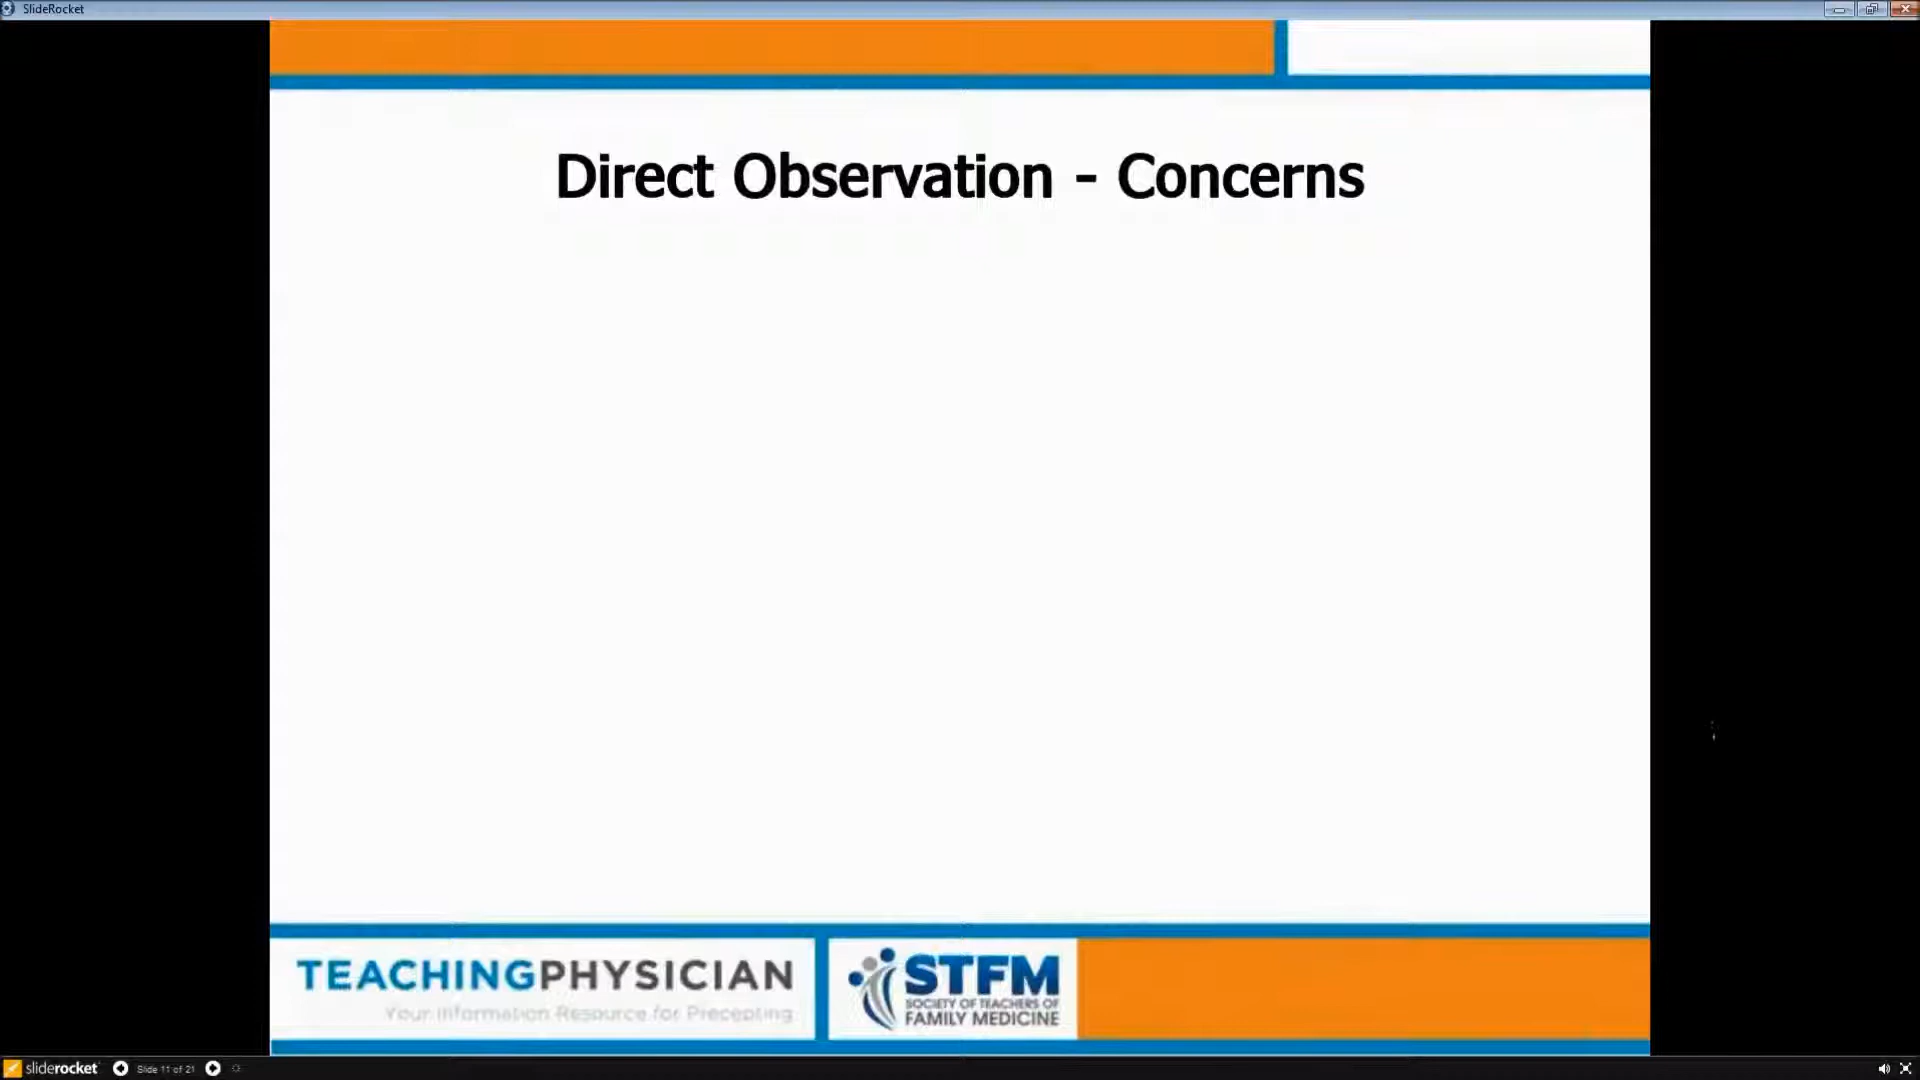 SlideRocket
Direct Observation - Concerns
TEACHINGPHYSICIAN
Your Information Resource for Precepting
STFM
SOCIETY OF TEACHERS OF
FAMILY MEDICINE
sliderocket
Slide 11 of 21